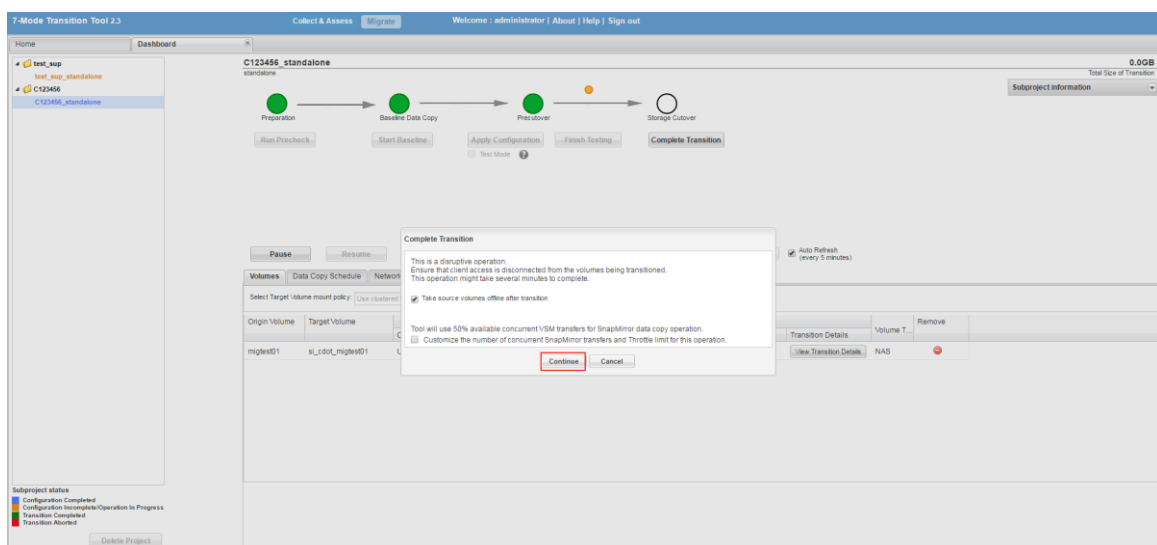 7-Mode Transition Tool 2.3
Collect & Assess Migrate
Welcome : administrator | About | Help | Sign out
Home
Dashboard
test_sup
test_sup_standalone
C123456
C123456_standalone
C123456_standalone
standalone
0.0GB
Total Size of Transition
Subproject information
Preparation
Baseline Data Copy
Precutover
Storage Cutover
Run Precheck
Start Baseline
Apply Configuration
Finish Testing
Complete Transition
Test Mode
Pause
Resume
Auto Refresh
(every 5 minutes)
Complete Transition
This is a disruptive operation.
Ensure that client access is disconnected from the volumes being transitioned.
This operation might take several minutes to complete.
Take source volumes offline after transition
Tool will use 50% available concurrent VSM transfers for SnapMirror data copy operation.
Customize the number of concurrent SnapMirror transfers and Throttle limit for this operation.
Continue
Cancel
Volumes
Data Copy Schedule
Network
Select Target Volume mount policy: Use clustered
Origin Volume
Target Volume
Transition Details
Volume T...
Remove
migtest01
si_cdot_migtest01
View Transition Details
NAS
Subproject status
Configuration Completed
Configuration Incomplete/Operation In Progress
Transition Completed
Transition Aborted
Delete Project